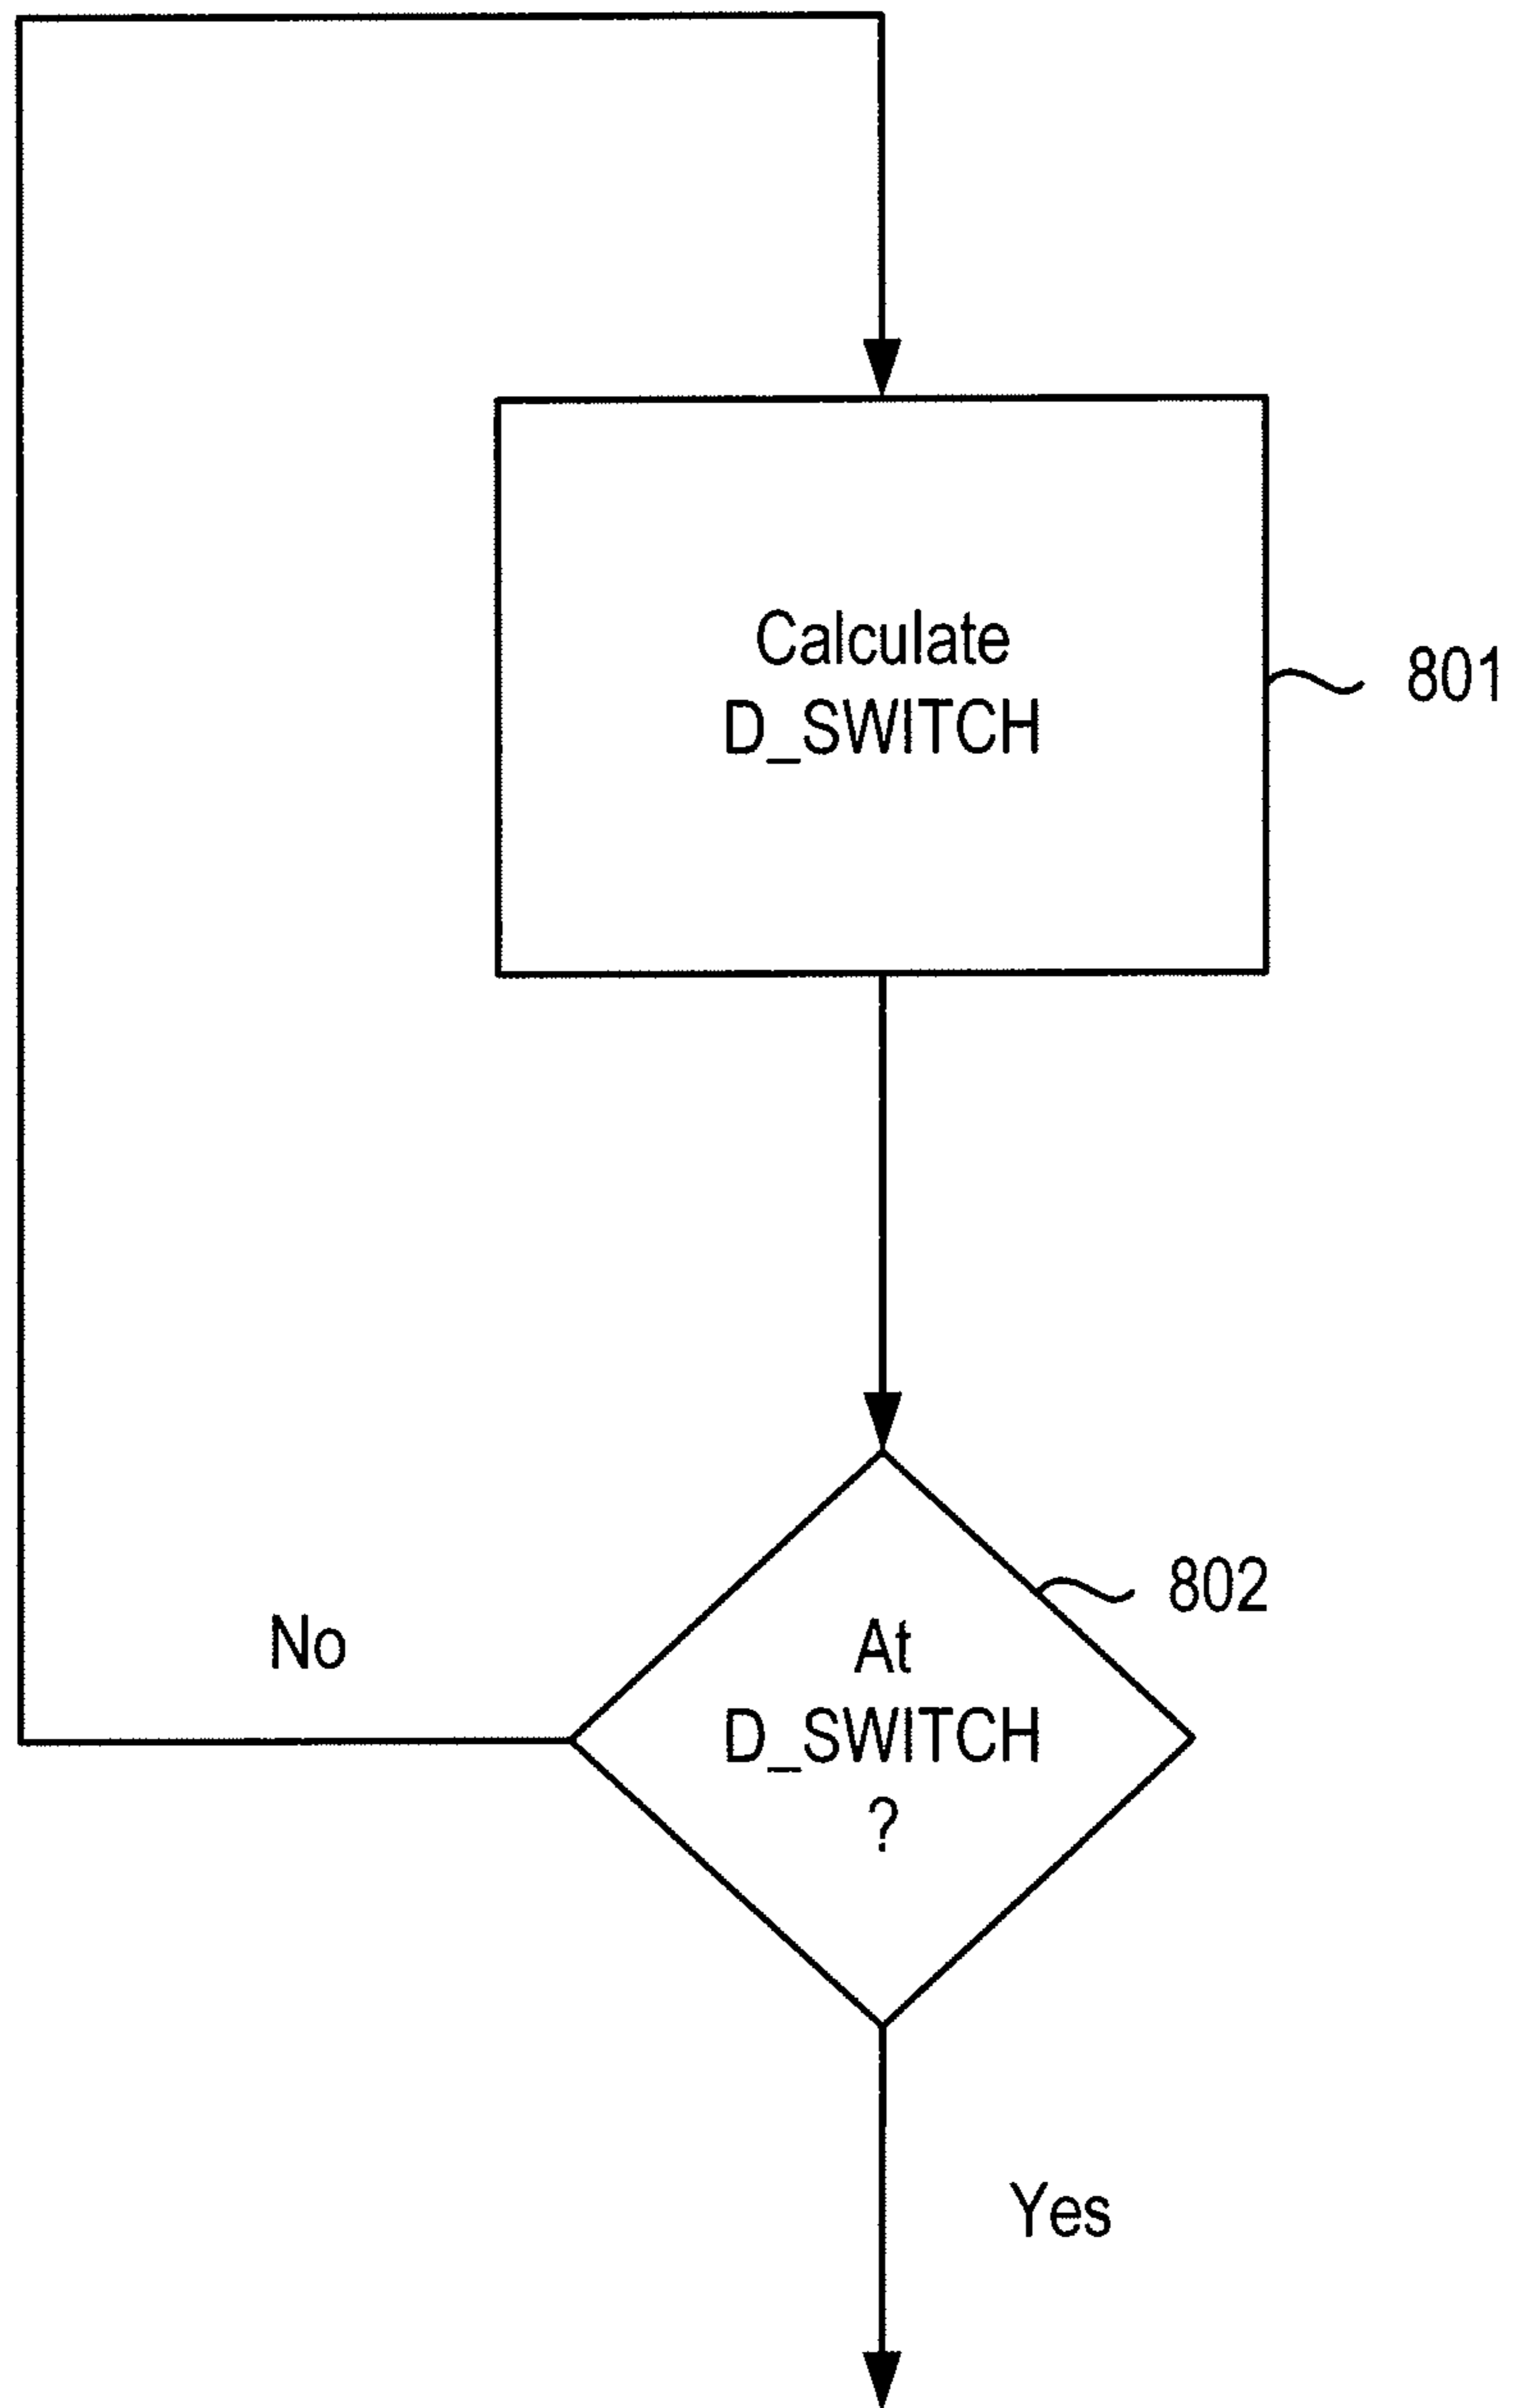 Calculate
D_SWITCH
801
802
At
D_SWITCH
?
No
Yes